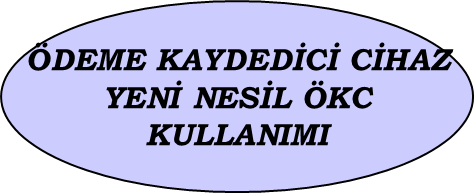 ÖDEME KAYDEDİCİ CİHAZ
YENİ NESİL ÖKC
KULLANIMI